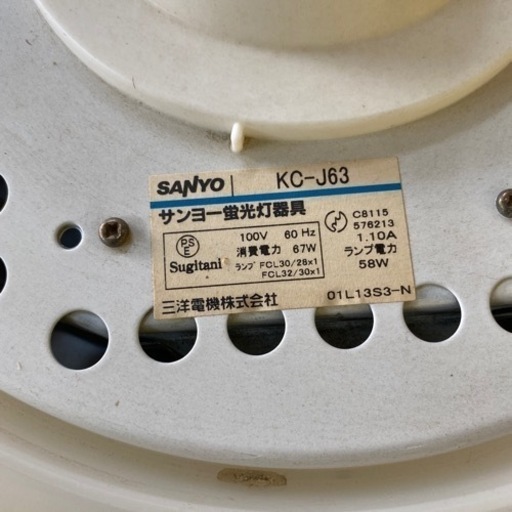 SANYO KC-J63
サンヨー蛍光灯器具
PSE
Sugitani
100V 60 Hz
消費電力 67W
ランプ FCL30/28x1
FCL32/30x1
C8115
576213
1.10A
ランプ電力
58W
三洋電機株式会社 01L13S3-N